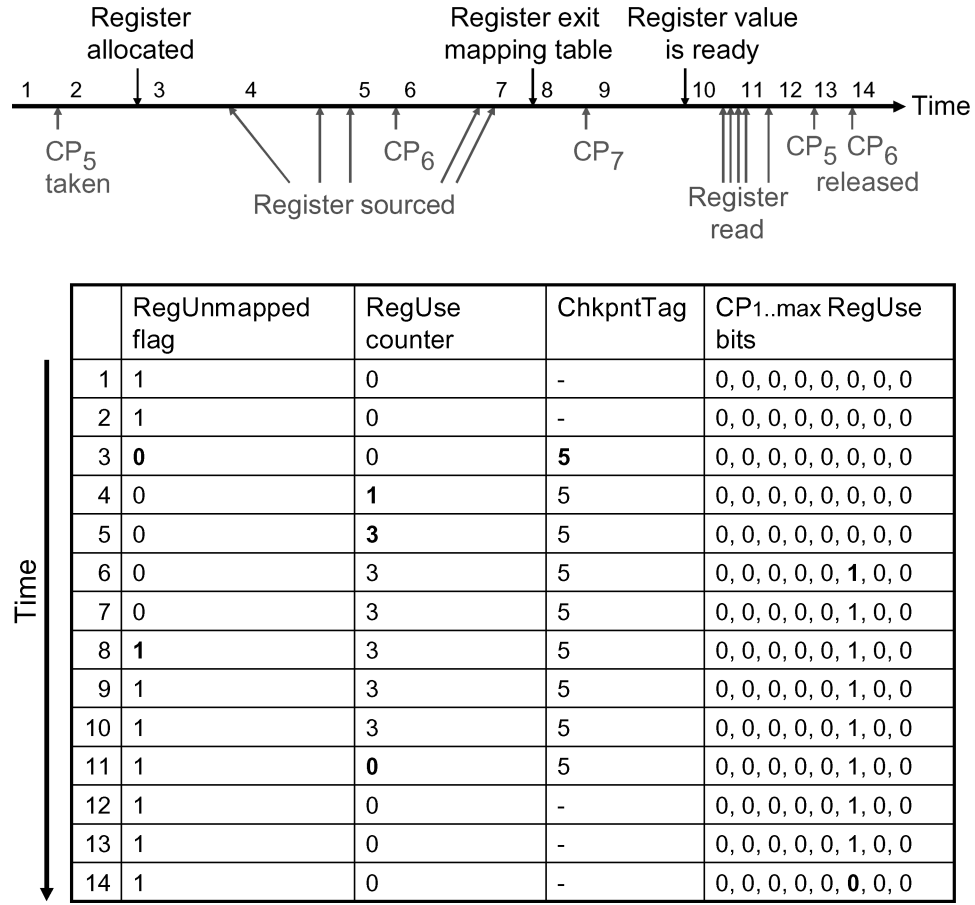 Register allocated
Register exit mapping table
Register value is ready
1 2 3 4 5 6 7 8 9 10 11 12 13 14
Time
CP5 taken
Register sourced
CP6
CP7
Register read
CP5 CP6 released
RegUnmapped flag RegUse counter ChkpntTag CP1..max RegUse bits
1 1 0 - 0, 0, 0, 0, 0, 0, 0, 0
2 1 0 - 0, 0, 0, 0, 0, 0, 0, 0
3 0 0 5 0, 0, 0, 0, 0, 0, 0, 0
4 0 1 5 0, 0, 0, 0, 0, 0, 0, 0
5 0 3 5 0, 0, 0, 0, 0, 0, 0, 0
6 0 3 5 0, 0, 0, 0, 0, 1, 0, 0
7 0 3 5 0, 0, 0, 0, 0, 1, 0, 0
8 1 3 5 0, 0, 0, 0, 0, 1, 0, 0
9 1 3 5 0, 0, 0, 0, 0, 1, 0, 0
10 1 3 5 0, 0, 0, 0, 0, 1, 0, 0
11 1 0 5 0, 0, 0, 0, 0, 1, 0, 0
12 1 0 - 0, 0, 0, 0, 0, 1, 0, 0
13 1 0 - 0, 0, 0, 0, 0, 1, 0, 0
14 1 0 - 0, 0, 0, 0, 0, 0, 0, 0
Time